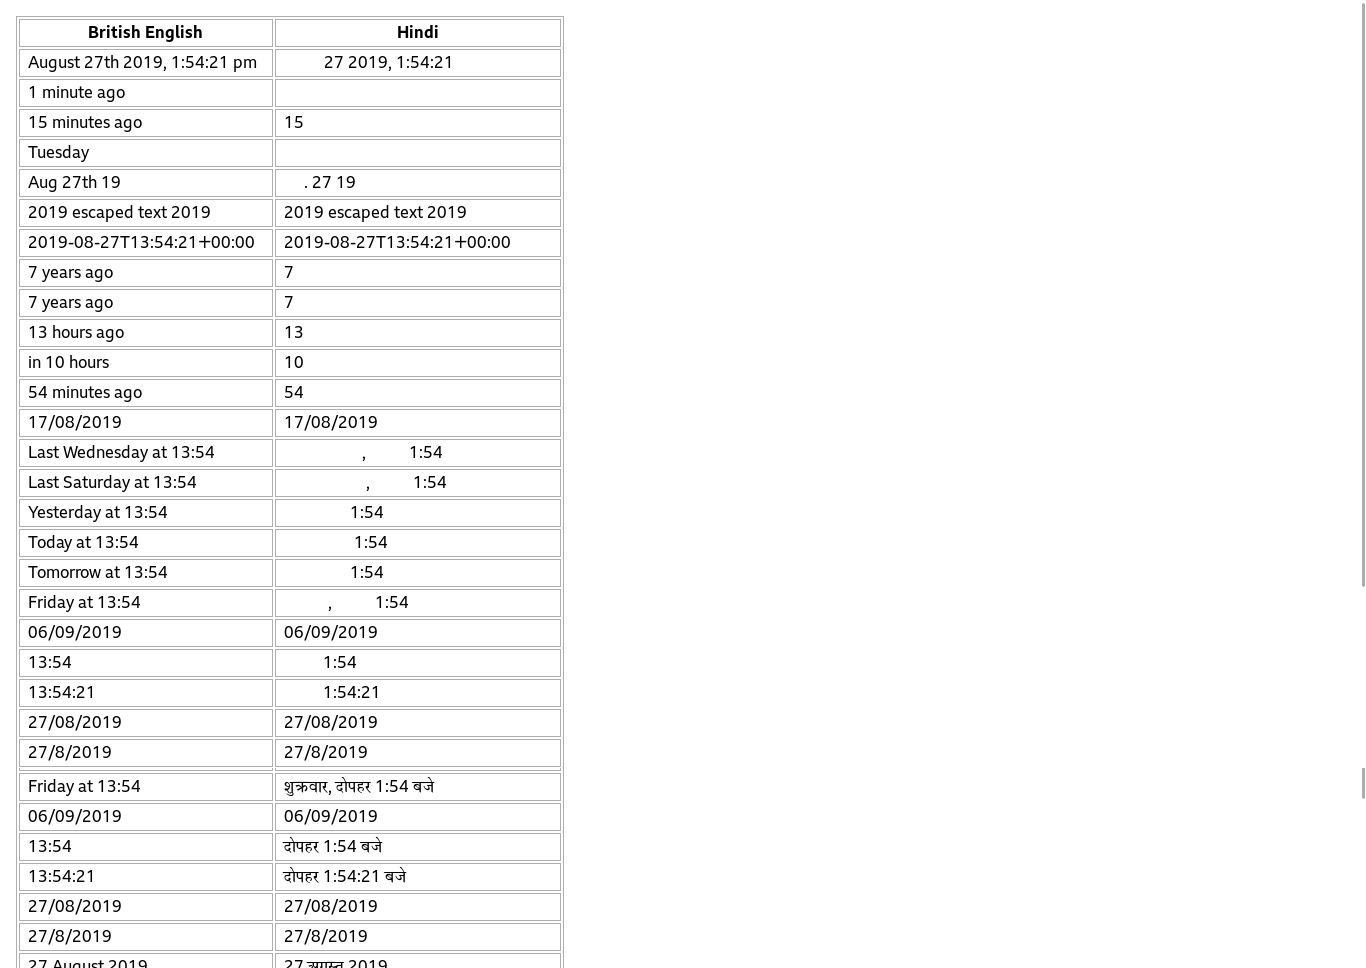 British English Hindi
August 27th 2019, 1:54:21 pm 27 2019, 1:54:21
1 minute ago
15 minutes ago 15
Tuesday
Aug 27th 19 . 27 19
2019 escaped text 2019 2019 escaped text 2019
2019-08-27T13:54:21+00:00 2019-08-27T13:54:21+00:00
7 years ago 7
7 years ago 7
13 hours ago 13
in 10 hours 10
54 minutes ago 54
17/08/2019 17/08/2019
Last Wednesday at 13:54 , 1:54
Last Saturday at 13:54 , 1:54
Yesterday at 13:54 1:54
Today at 13:54 1:54
Tomorrow at 13:54 1:54
Friday at 13:54 , 1:54
06/09/2019 06/09/2019
13:54 1:54
13:54:21 1:54:21
27/08/2019 27/08/2019
27/8/2019 27/8/2019
Friday at 13:54 शुक्रवार, दोपहर 1:54 बजे
06/09/2019 06/09/2019
13:54 दोपहर 1:54 बजे
13:54:21 दोपहर 1:54:21 बजे
27/08/2019 27/08/2019
27/8/2019 27/8/2019
27 August 2019 27 अगस्त 2019